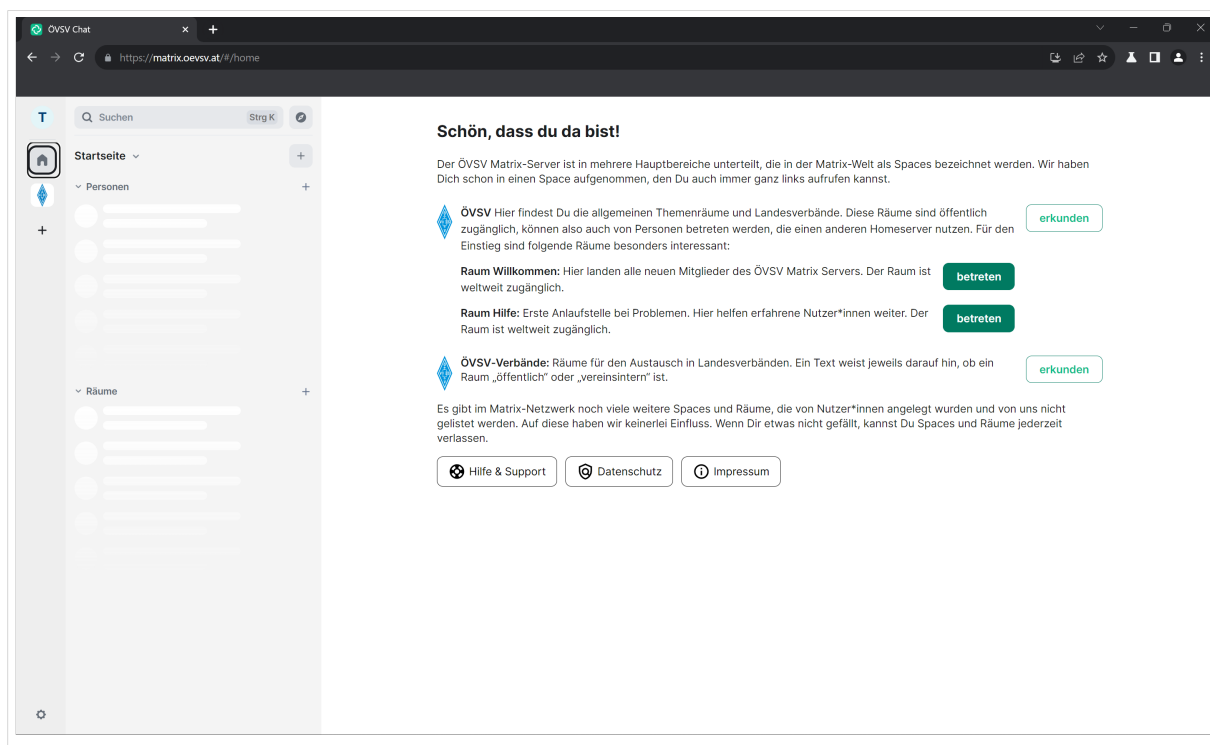 ÖVSV Chat
https://matrix.oevsv.at/#/home
T
Suchen Strg K
Startseite
Personen
Räume
Schön, dass du da bist!
Der ÖVSV Matrix-Server ist in mehrere Hauptbereiche unterteilt, die in der Matrix-Welt als Spaces bezeichnet werden. Wir haben
Dich schon in einen Space aufgenommen, den Du auch immer ganz links aufrufen kannst.
ÖVSV Hier findest Du die allgemeinen Themenräume und Landesverbände. Diese Räume sind öffentlich
zugänglich, können also auch von Personen betreten werden, die einen anderen Homeserver nutzen. Für den
Einstieg sind folgende Räume besonders interessant:
erkunden
Raum Willkommen: Hier landen alle neuen Mitglieder des ÖVSV Matrix Servers. Der Raum ist
weltweit zugänglich.
betreten
Raum Hilfe: Erste Anlaufstelle bei Problemen. Hier helfen erfahrene Nutzer*innen weiter. Der
Raum ist weltweit zugänglich.
betreten
ÖVSV-Verbände: Räume für den Austausch in Landesverbänden. Ein Text weist jeweils darauf hin, ob ein
Raum „öffentlich“ oder „vereinsintern“ ist.
erkunden
Es gibt im Matrix-Netzwerk noch viele weitere Spaces und Räume, die von Nutzer*innen angelegt wurden und von uns nicht
gelistet werden. Auf diese haben wir keinerlei Einfluss. Wenn Dir etwas nicht gefällt, kannst Du Spaces und Räume jederzeit
verlassen.
Hilfe & Support
Datenschutz
Impressum